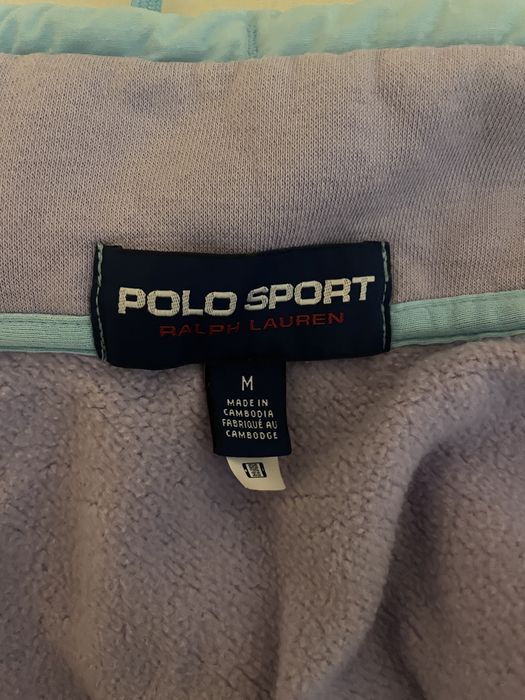 POLO SPORT
RALPH LAUREN
M
MADE IN
CAMBODIA
FABRIQUÉ AU
CAMBODGE